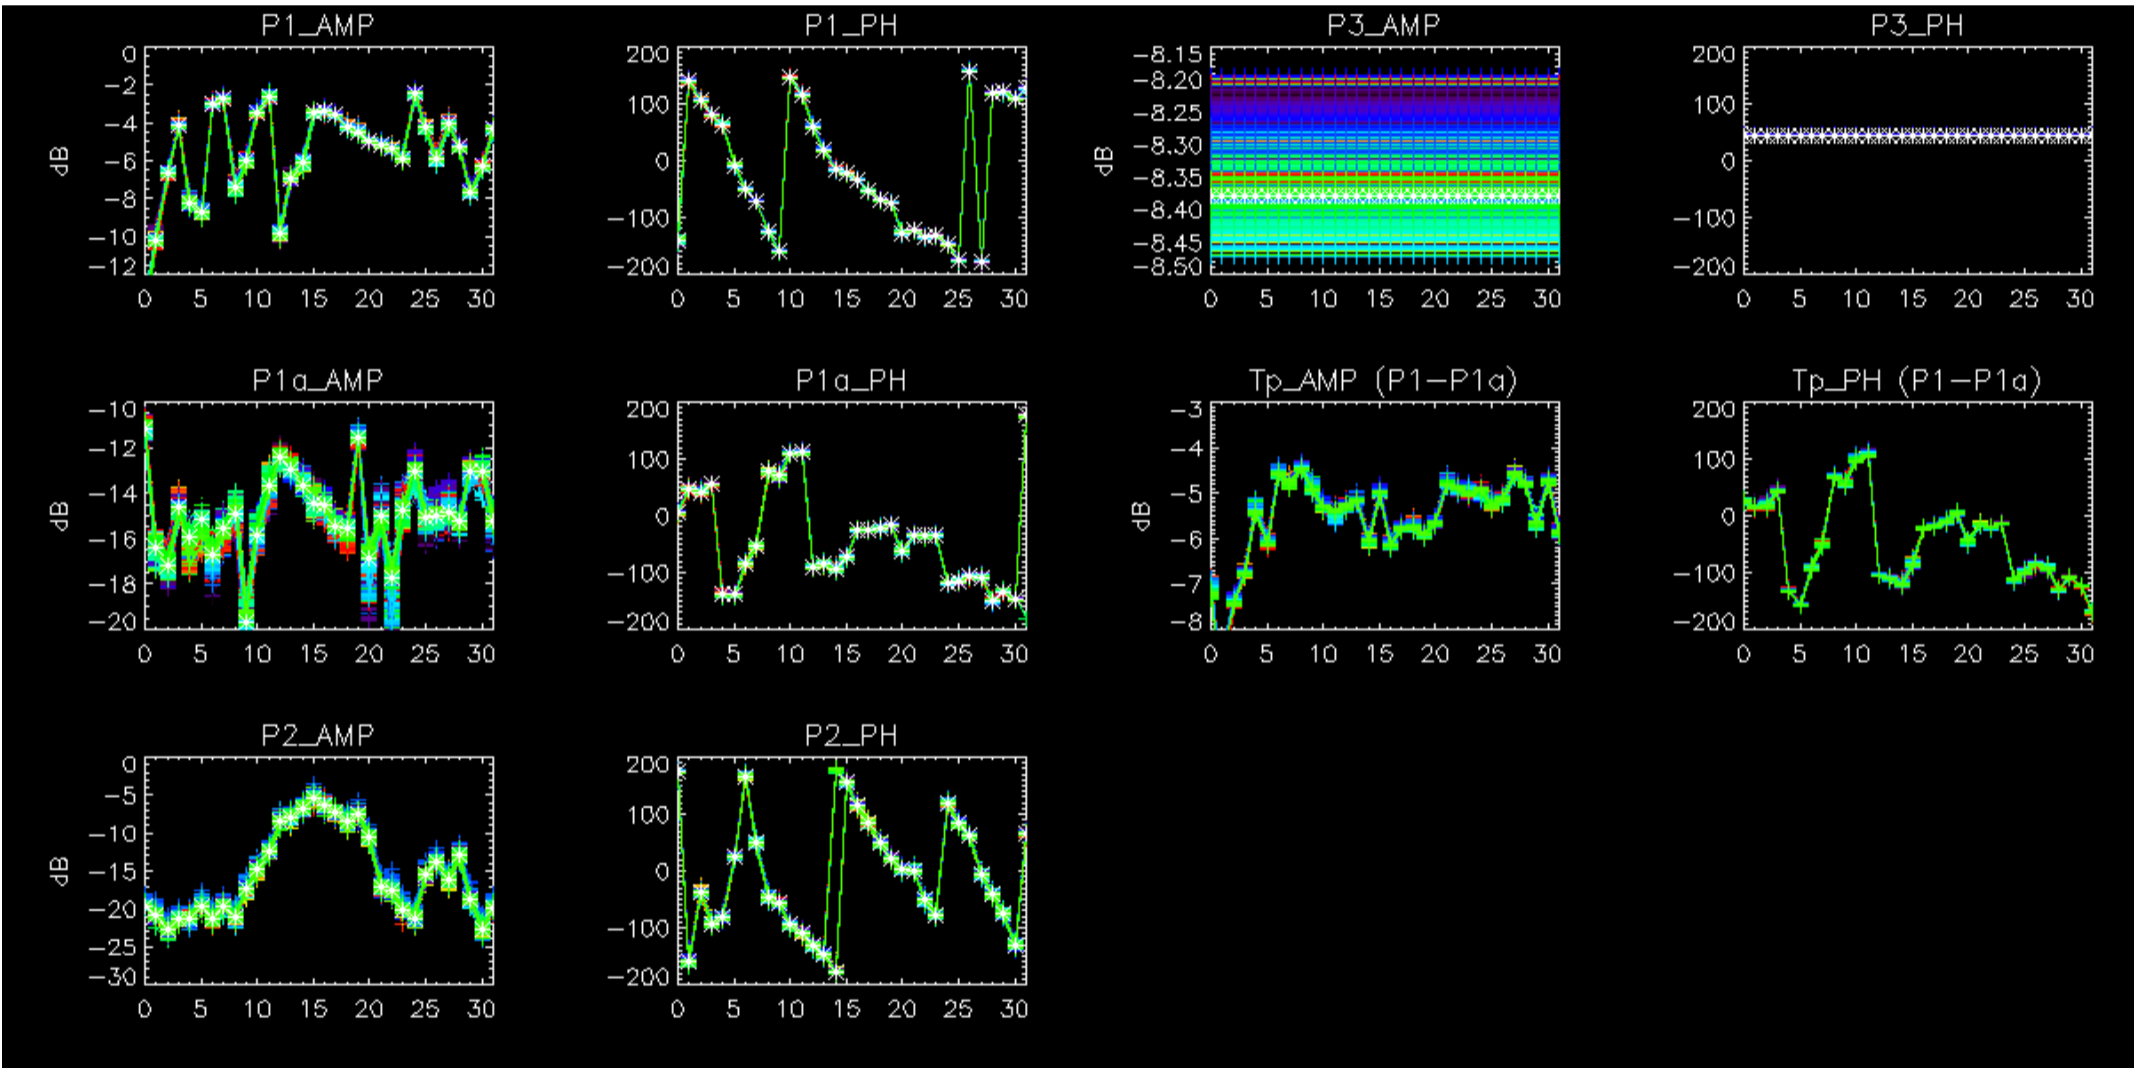 P1_AMP P1_PH P3_AMP P3_PH
0 200 -8.15 200
-2 100 -8.20 100
-4 0 -8.25 0
-6 -100 -8.30 -100
-8 -200 -8.35 -200
-10 -8.40
-12 -8.45
-8.50
dB dB
0 5 10 15 20 25 30 0 5 10 15 20 25 30 0 5 10 15 20 25 30 0 5 10 15 20 25 30
P1a_AMP P1a_PH Tp_AMP (P1-P1a) Tp_PH (P1-P1a)
-10 200 -3 200
-12 100 -4 100
-14 0 -5 0
-16 -100 -6 -100
-18 -200 -7 -200
-20 -8
dB dB
0 5 10 15 20 25 30 0 5 10 15 20 25 30 0 5 10 15 20 25 30 0 5 10 15 20 25 30
P2_AMP P2_PH
0 200
-5 100
-10 0
-15 -100
-20 -200
-25
-30
dB
0 5 10 15 20 25 30 0 5 10 15 20 25 30